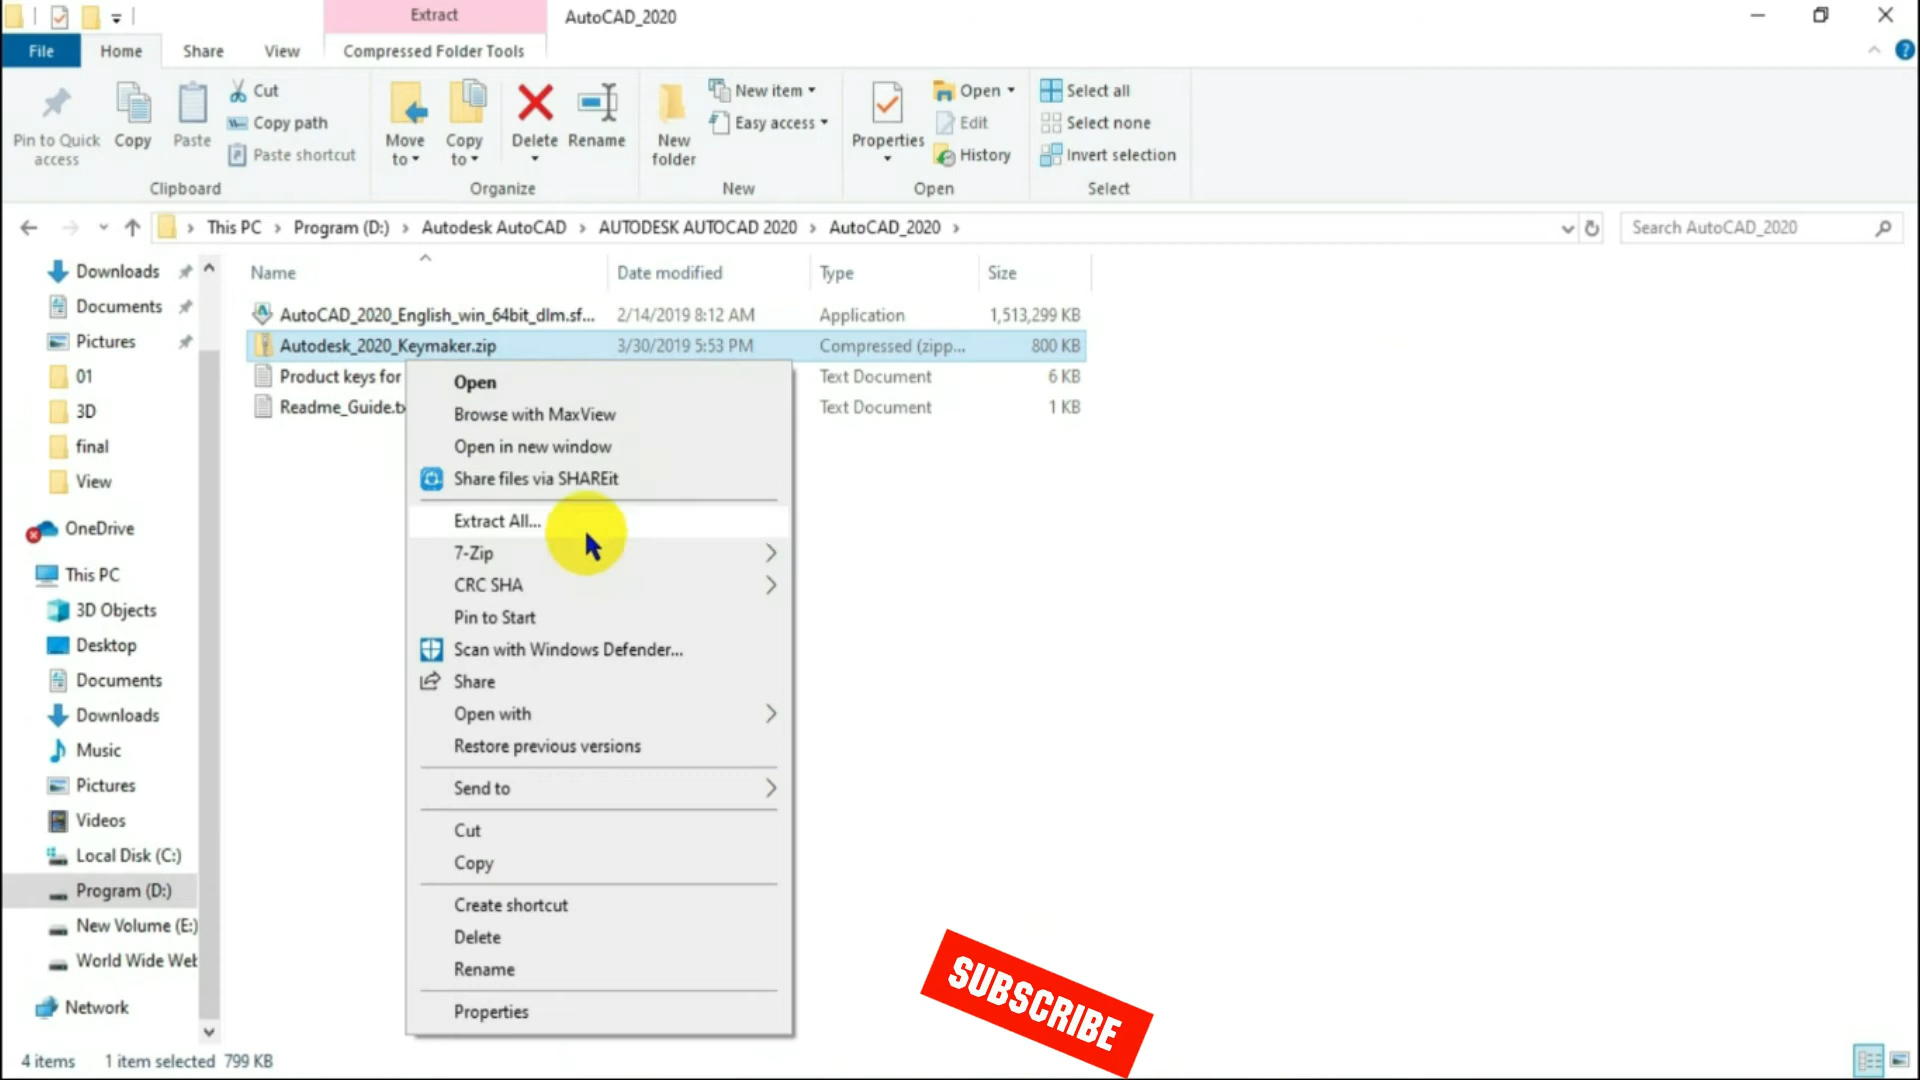 Extract
AutoCAD_2020
File Home Share View Compressed Folder Tools
Pin to Quick access
Copy
Paste
Cut
Copy path
Paste shortcut
Clipboard
Move to
Copy to
Delete
Rename
Organize
New folder
New item
Easy access
New
Properties
Open
Edit
History
Open
Select all
Select none
Invert selection
Select
This PC > Program (D:) > Autodesk AutoCAD > AUTODESK AUTOCAD 2020 > AutoCAD_2020 >
Search AutoCAD_2020
Downloads
Documents
Pictures
01
3D
final
View
OneDrive
This PC
3D Objects
Desktop
Documents
Downloads
Music
Pictures
Videos
Local Disk (C:)
Program (D:)
New Volume (E:)
World Wide Web
Network
Name Date modified Type Size
AutoCAD_2020_English_win_64bit_dlm.sf... 2/14/2019 8:12 AM Application 1,513,299 KB
Autodesk_2020_Keymaker.zip 3/30/2019 5:53 PM Compressed (zipp... 800 KB
Product keys for Text Document 6 KB
Readme_Guide.tx Text Document 1 KB
Open
Browse with MaxView
Open in new window
Share files via SHAREit
Extract All...
7-Zip
CRC SHA
Pin to Start
Scan with Windows Defender...
Share
Open with
Restore previous versions
Send to
Cut
Copy
Create shortcut
Delete
Rename
Properties
SUBSCRIBE
4 items 1 item selected 799 KB